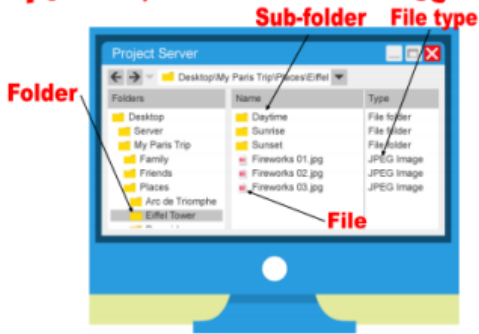 Sub-folder File type
Project Server
Desktop\My Paris Trip\Places\Eiffel
Folder
Folders Name Type
Desktop Daytime File folder
Server Sunrise File folder
My Paris Trip Sunset File folder
Family Fireworks 01.jpg JPEG Image
Friends Fireworks 02.jpg JPEG Image
Places Fireworks 03.jpg JPEG Image
Arc de Triomphe
Eiffel Tower
File